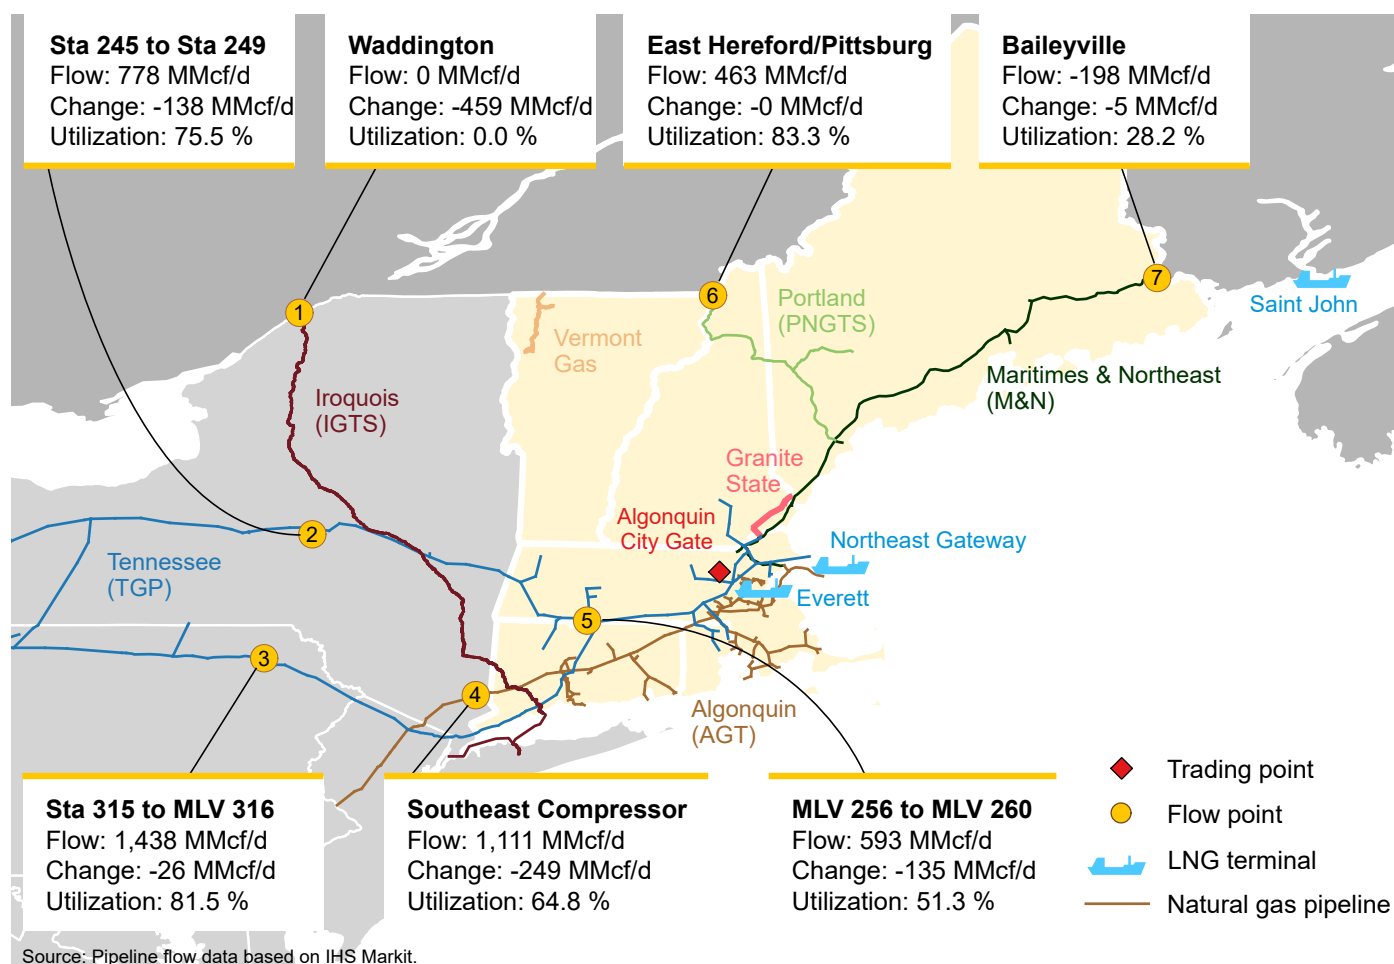 Sta 245 to Sta 249
Flow: 778 MMcf/d
Change: -138 MMcf/d
Utilization: 75.5 %
Waddington
Flow: 0 MMcf/d
Change: -459 MMcf/d
Utilization: 0.0 %
East Hereford/Pittsburg
Flow: 463 MMcf/d
Change: -0 MMcf/d
Utilization: 83.3 %
Baileyville
Flow: -198 MMcf/d
Change: -5 MMcf/d
Utilization: 28.2 %
7
6
1
Saint John
Portland
(PNGTS)
Vermont
Gas
Maritimes & Northeast
(M&N)
Iroquois
(IGTS)
Granite
State
Algonquin
City Gate
2
Northeast Gateway
Tennessee
(TGP)
Everett
5
3
4
Algonquin
(AGT)
Sta 315 to MLV 316
Flow: 1,438 MMcf/d
Change: -26 MMcf/d
Utilization: 81.5 %
Southeast Compressor
Flow: 1,111 MMcf/d
Change: -249 MMcf/d
Utilization: 64.8 %
MLV 256 to MLV 260
Flow: 593 MMcf/d
Change: -135 MMcf/d
Utilization: 51.3 %
Trading point
Flow point
LNG terminal
Natural gas pipeline
Source: Pipeline flow data based on IHS Markit.